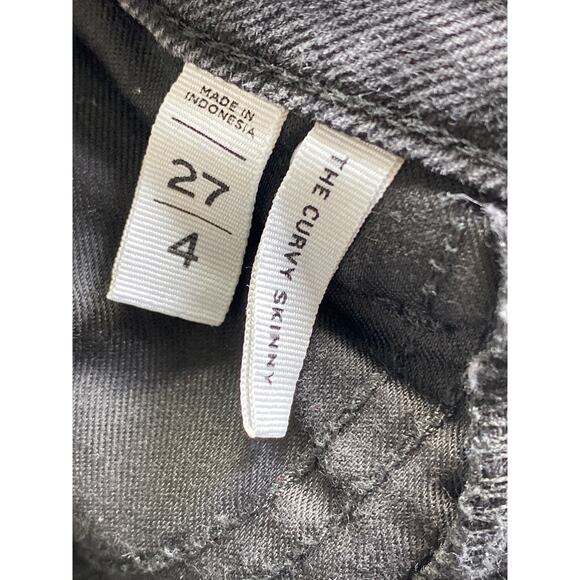 MADE IN
INDONESIA
27
4
THE CURVY SKINNY